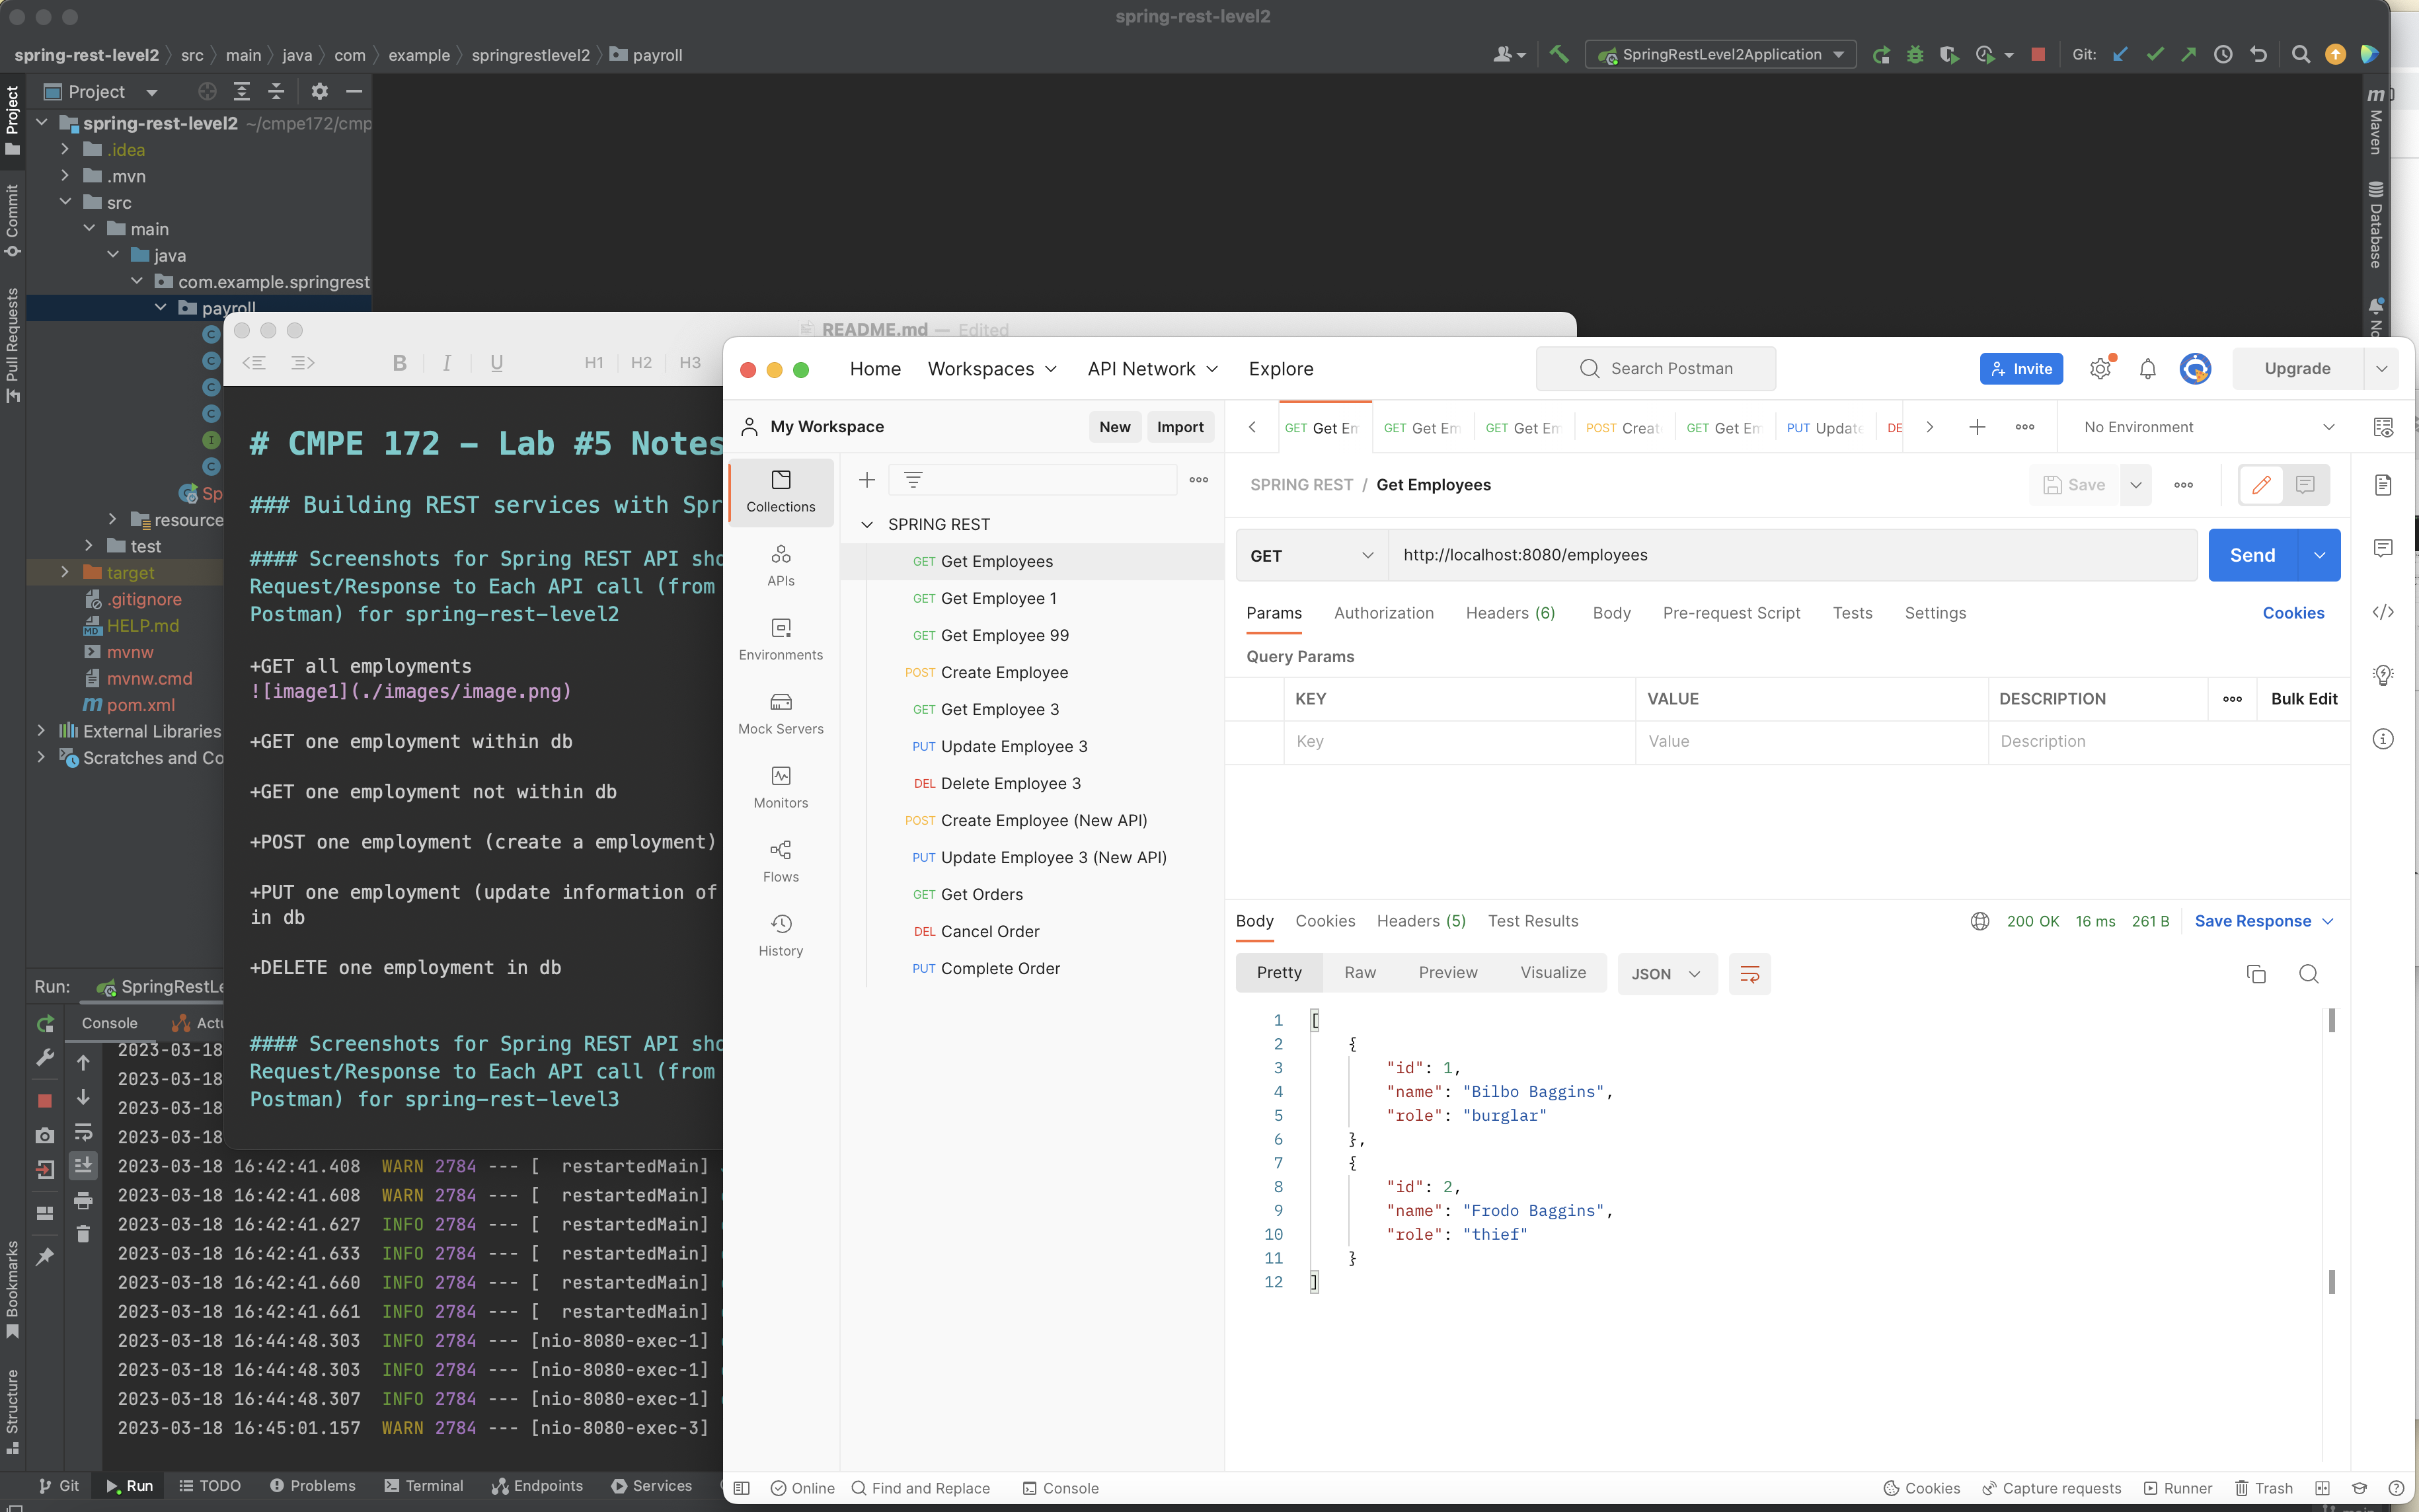 spring-rest-level2
spring-rest-level2 src main java com example springrestlevel2 payroll
SpringRestLevel2Application
Git:
Project
Project
Commit
Pull Requests
Bookmarks
Structure
Maven
Database
spring-rest-level2 ~/cmpe172/cmp
.idea
.mvn
src
main
java
com.example.springrest
payroll
Sp
resource
test
target
.gitignore
HELP.md
mvnw
mvnw.cmd
pom.xml
External Libraries
Scratches and Co
README.md — Edited
B I U H1 H2 H3
# CMPE 172 - Lab #5 Notes
### Building REST services with Spr
#### Screenshots for Spring REST API sho
Request/Response to Each API call (from
Postman) for spring-rest-level2
+GET all employments
![image1](./images/image.png)
+GET one employment within db
+GET one employment not within db
+POST one employment (create a employment)
+PUT one employment (update information of
in db
+DELETE one employment in db
#### Screenshots for Spring REST API sho
Request/Response to Each API call (from
Postman) for spring-rest-level3
Run: SpringRestLe
Console Actu
2023-03-18
2023-03-18
2023-03-18
2023-03-18
2023-03-18 16:42:41.408 WARN 2784 --- [ restartedMain]
2023-03-18 16:42:41.608 WARN 2784 --- [ restartedMain]
2023-03-18 16:42:41.627 INFO 2784 --- [ restartedMain]
2023-03-18 16:42:41.633 INFO 2784 --- [ restartedMain]
2023-03-18 16:42:41.660 INFO 2784 --- [ restartedMain]
2023-03-18 16:42:41.661 INFO 2784 --- [ restartedMain]
2023-03-18 16:44:48.303 INFO 2784 --- [nio-8080-exec-1]
2023-03-18 16:44:48.303 INFO 2784 --- [nio-8080-exec-1]
2023-03-18 16:44:48.307 INFO 2784 --- [nio-8080-exec-1]
2023-03-18 16:45:01.157 WARN 2784 --- [nio-8080-exec-3]
Git Run TODO Problems Terminal Endpoints Services
Home Workspaces API Network Explore
Search Postman
Invite
Upgrade
My Workspace
New Import
Collections
APIs
Environments
Mock Servers
Monitors
Flows
History
SPRING REST
GET Get Employees
GET Get Employee 1
GET Get Employee 99
POST Create Employee
GET Get Employee 3
PUT Update Employee 3
DEL Delete Employee 3
POST Create Employee (New API)
PUT Update Employee 3 (New API)
GET Get Orders
DEL Cancel Order
PUT Complete Order
GET Get Em GET Get Em GET Get Em POST Creat GET Get Em PUT Update DE
No Environment
SPRING REST / Get Employees
Save
GET http://localhost:8080/employees
Send
Params Authorization Headers (6) Body Pre-request Script Tests Settings Cookies
Query Params
KEY VALUE DESCRIPTION Bulk Edit
Key Value Description
Body Cookies Headers (5) Test Results
200 OK 16 ms 261 B Save Response
Pretty Raw Preview Visualize JSON
1 [
2 {
3 "id": 1,
4 "name": "Bilbo Baggins",
5 "role": "burglar"
6 },
7 {
8 "id": 2,
9 "name": "Frodo Baggins",
10 "role": "thief"
11 }
12 ]
Online Find and Replace Console
Cookies Capture requests Runner Trash